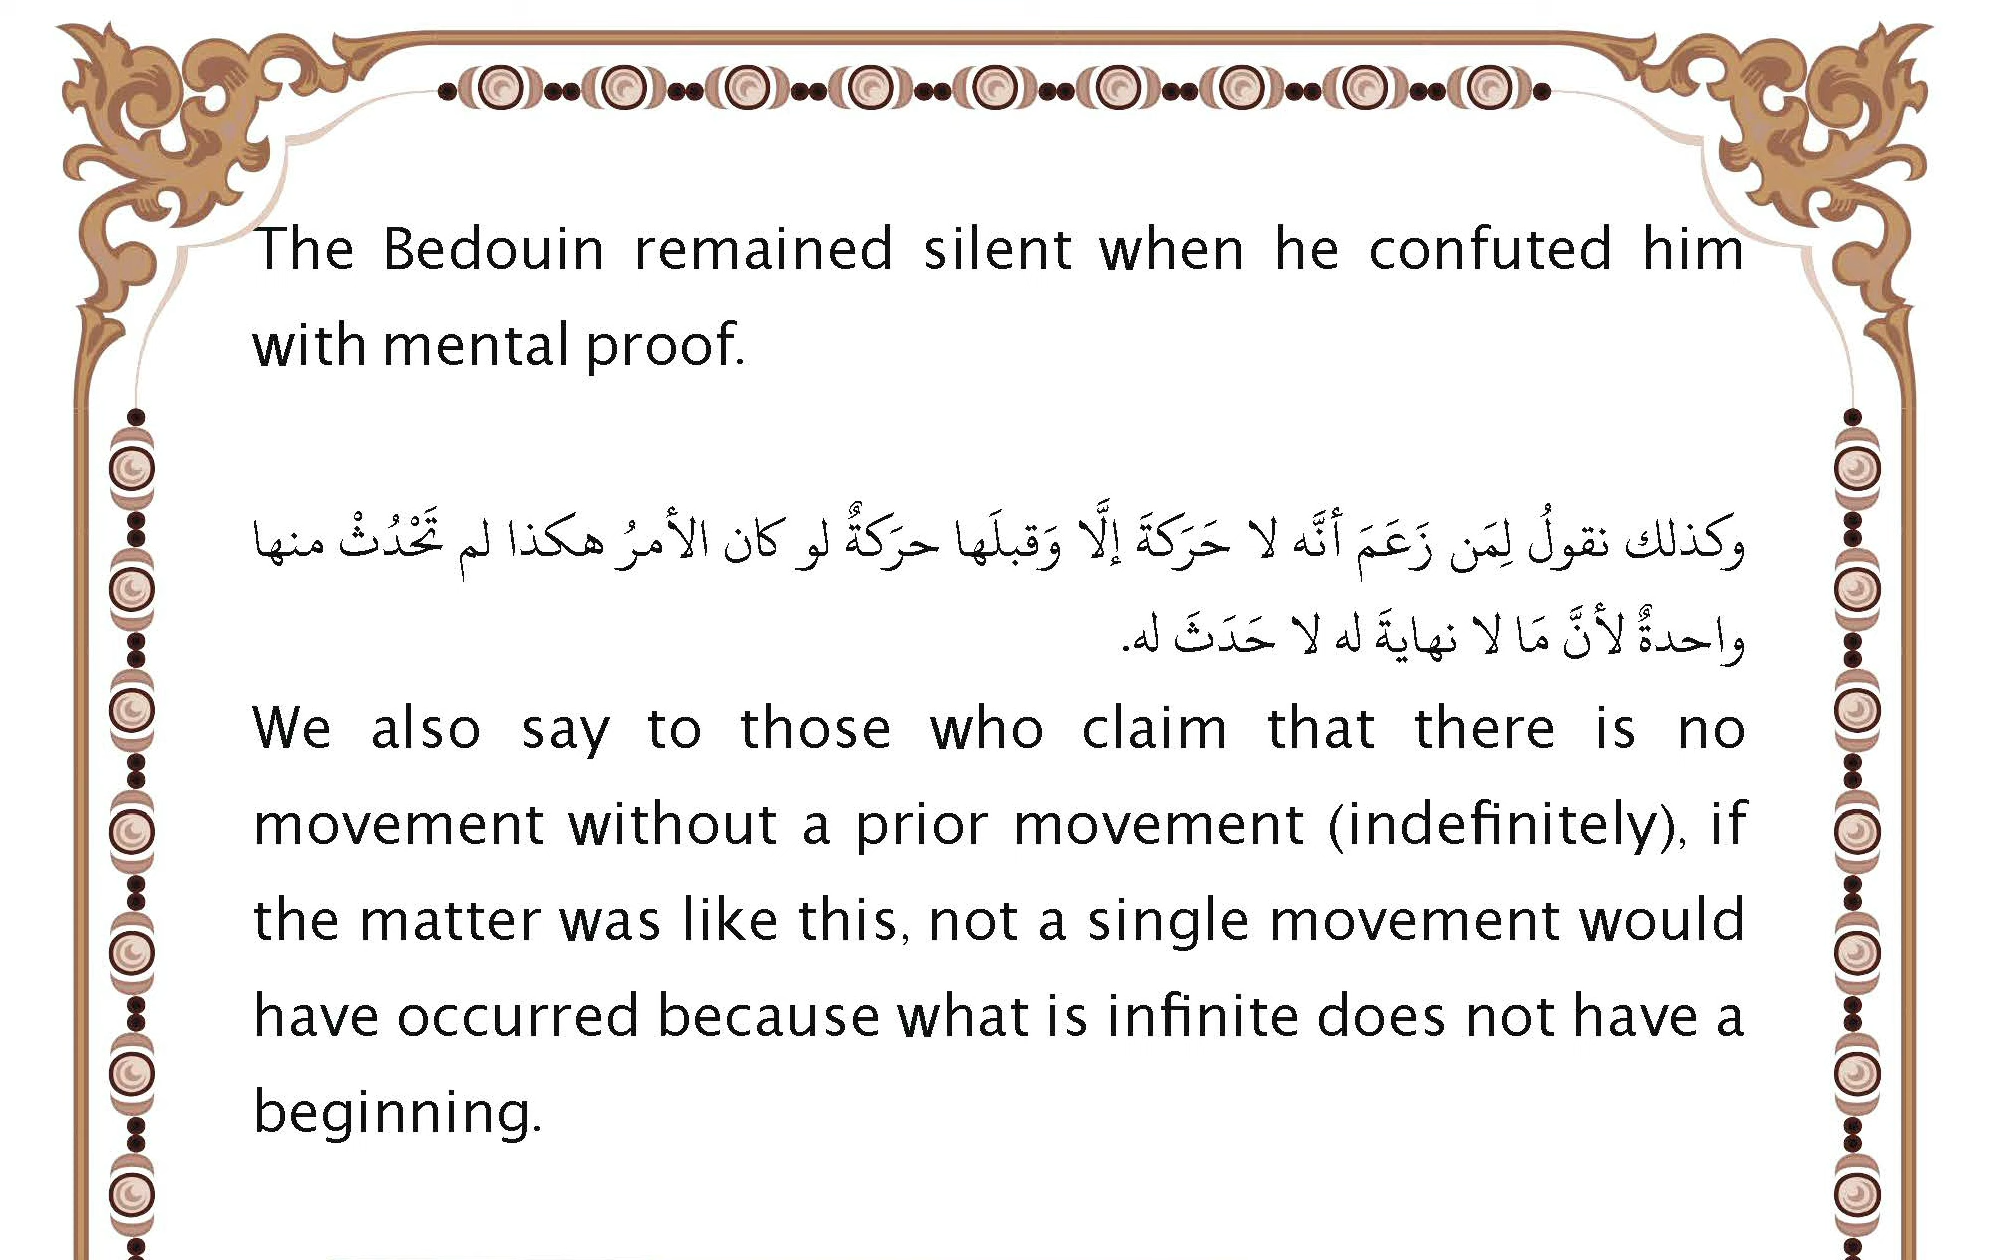 The Bedouin remained silent when he confuted him
with mental proof.
وكذلك نقولُ لِمَن زَعَمَ أنَّه لا حَرَكةَ إلَّا وَقبلَها حرَكةٌ لو كان الأمرُ هكذا لم تَحْدُثْ منها
واحدةٌ لأنَّ مَا لا نهايةَ له لا حَدَثَ له.
We also say to those who claim that there is no
movement without a prior movement (indefinitely), if
the matter was like this, not a single movement would
have occurred because what is infinite does not have a
beginning.